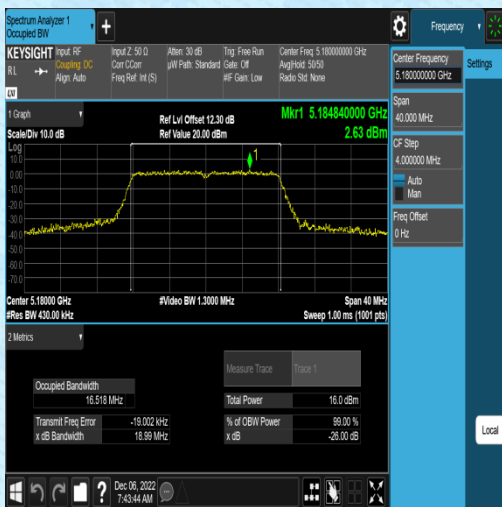 Spectrum Analyzer 1
Occupied BW
Frequency
KEYSIGHT
Input: RF
Coupling: DC
Align: Auto
Input Z: 50 Ω
Corr CCorr
Freq Ref: Int (S)
Atten: 30 dB
µW Path: Standard
Trig: Free Run
Gate: Off
#IF Gain: Low
Center Freq: 5.180000000 GHz
Avg|Hold: 50/50
Radio Std: None
R L
Center Frequency
5.180000000 GHz
Settings
Span
40.000 MHz
CF Step
4.000000 MHz
Auto
Man
Freq Offset
0 Hz
Local
1 Graph
Scale/Div 10.0 dB
Ref Lvl Offset 12.30 dB
Ref Value 20.00 dBm
Mkr1 5.184840000 GHz
2.63 dBm
Log
10.0
0.00
-10.0
-20.0
-30.0
-40.0
-50.0
-60.0
-70.0
1
Center 5.18000 GHz
#Res BW 430.00 kHz
#Video BW 1.3000 MHz
Span 40 MHz
Sweep 1.00 ms (1001 pts)
2 Metrics
Measure Trace
Trace 1
Occupied Bandwidth
16.518 MHz
Total Power
16.0 dBm
Transmit Freq Error
-19.002 kHz
% of OBW Power
99.00 %
x dB Bandwidth
18.99 MHz
x dB
-26.00 dB
?
Dec 06, 2022
7:43:44 AM